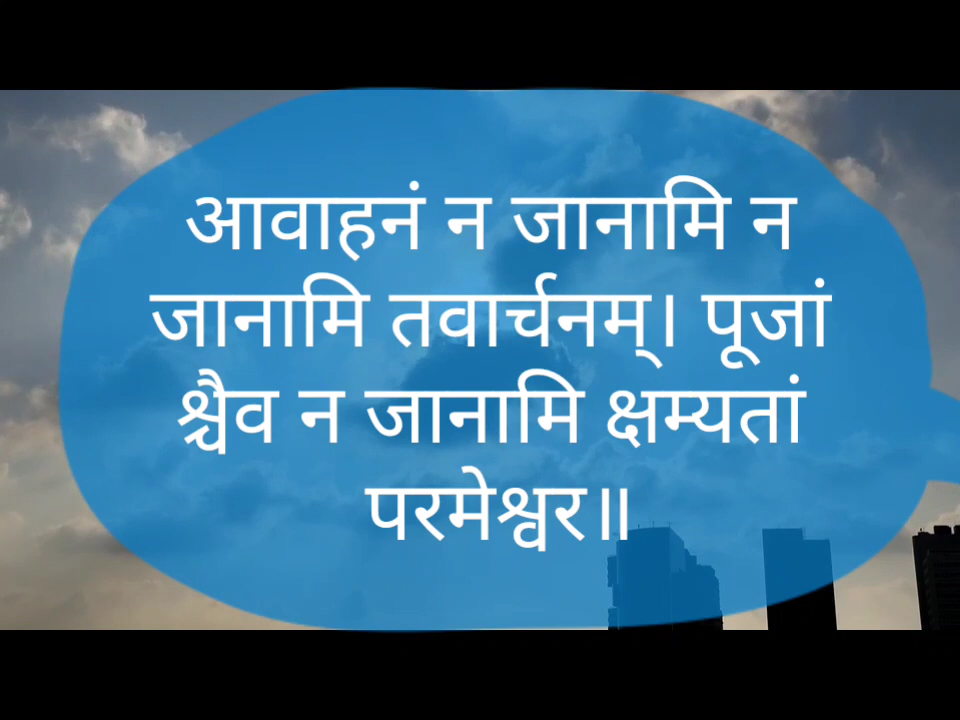 आवाहनं न जानामि न
जानामि तवार्चनम्। पूजां
श्चैव न जानामि क्षम्यतां
परमेश्वर॥